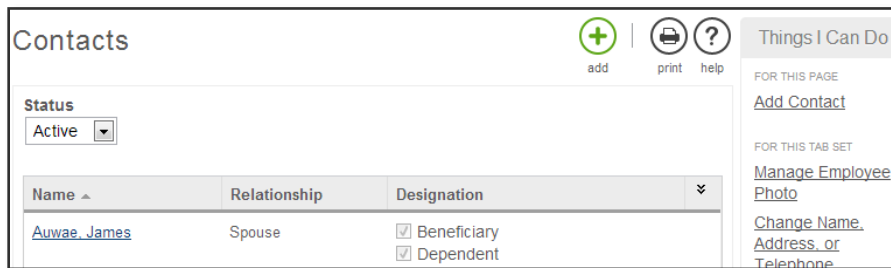 Contacts
add
print
help
Status
Active
Name
Relationship
Designation
Auwae, James
Spouse
Beneficiary
Dependent
Things I Can Do
FOR THIS PAGE
Add Contact
FOR THIS TAB SET
Manage Employee
Photo
Change Name,
Address, or
Telephone